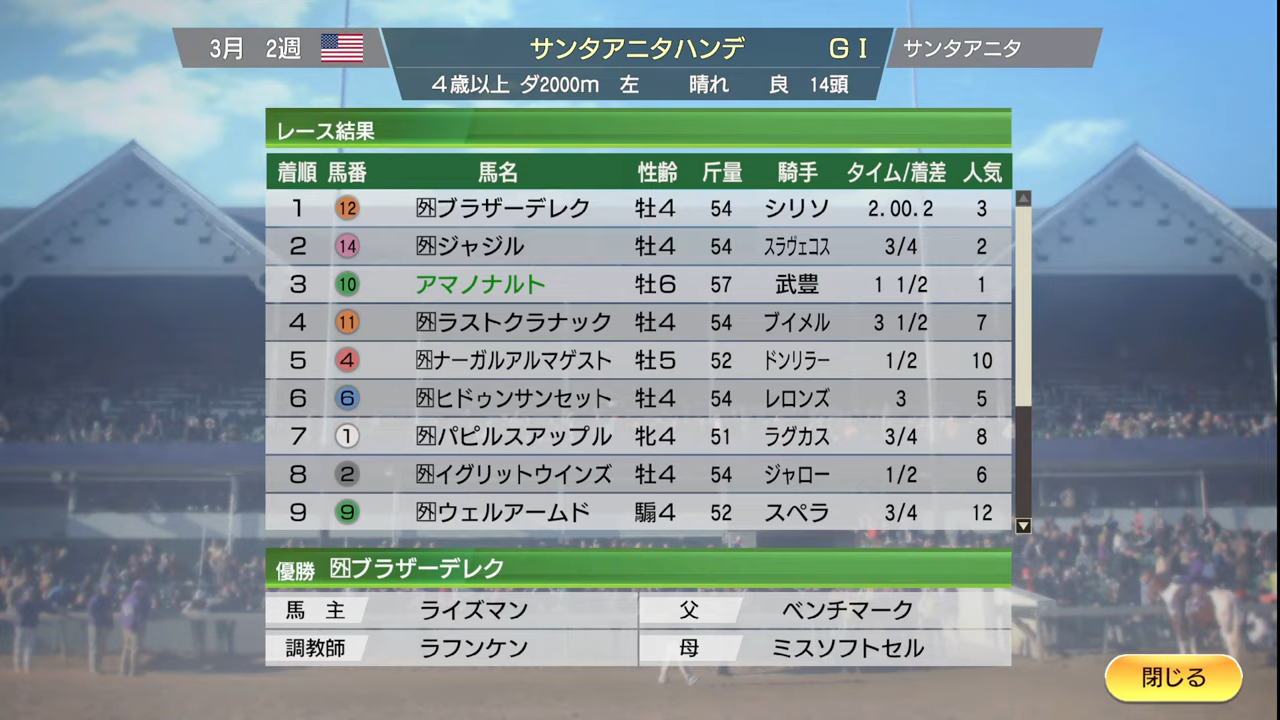 3月 2週 サンタアニタハンデ GⅠ サンタアニタ
4歳以上 ダ2000m 左 晴れ 良 14頭
レース結果
着順 馬番 馬名 性齢 斤量 騎手 タイム/着差 人気
1 12 外ブラザーデレク 牡4 54 シリソ 2.00.2 3
2 14 外ジャジル 牡4 54 スラヴェコス 3/4 2
3 10 アマノナルト 牡6 57 武豊 1 1/2 1
4 11 外ラストクラナック 牡4 54 ブイメル 3 1/2 7
5 4 外ナーガルアルマゲスト 牡5 52 ドンリラー 1/2 10
6 6 外ヒドゥンサンセット 牡4 54 レロンズ 3 5
7 1 外パピルスアップル 牝4 51 ラグカス 3/4 8
8 2 外イグリットウインズ 牡4 54 ジャロー 1/2 6
9 9 外ウェルアームド 騸4 52 スペラ 3/4 12
優勝 外ブラザーデレク
馬主 ライズマン 父 ベンチマーク
調教師 ラフンケン 母 ミスソフトセル
閉じる